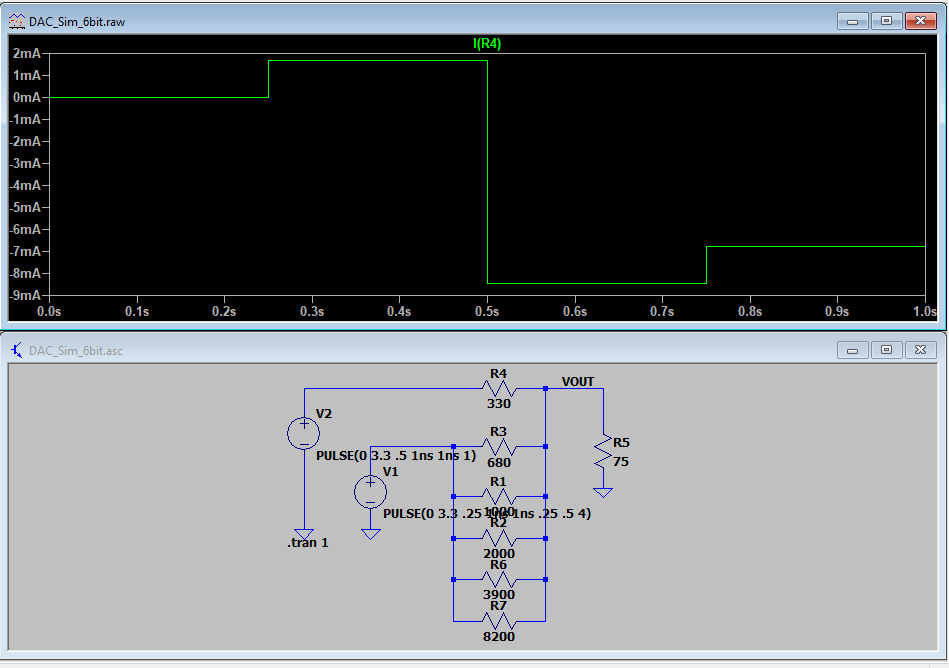 DAC_Sim_6bit.raw
I(R4)
2mA
1mA
0mA
-1mA
-2mA
-3mA
-4mA
-5mA
-6mA
-7mA
-8mA
-9mA
0.0s 0.1s 0.2s 0.3s 0.4s 0.5s 0.6s 0.7s 0.8s 0.9s 1.0s
DAC_Sim_6bit.asc
R4
330
VOUT
V2
PULSE(0 3.3 .5 1ns 1ns 1)
R3
680
R5
75
V1
PULSE(0 3.3 .25 1ns 1ns .25 .5 4)
R1
1000
R2
2000
.tran 1
R6
3900
R7
8200